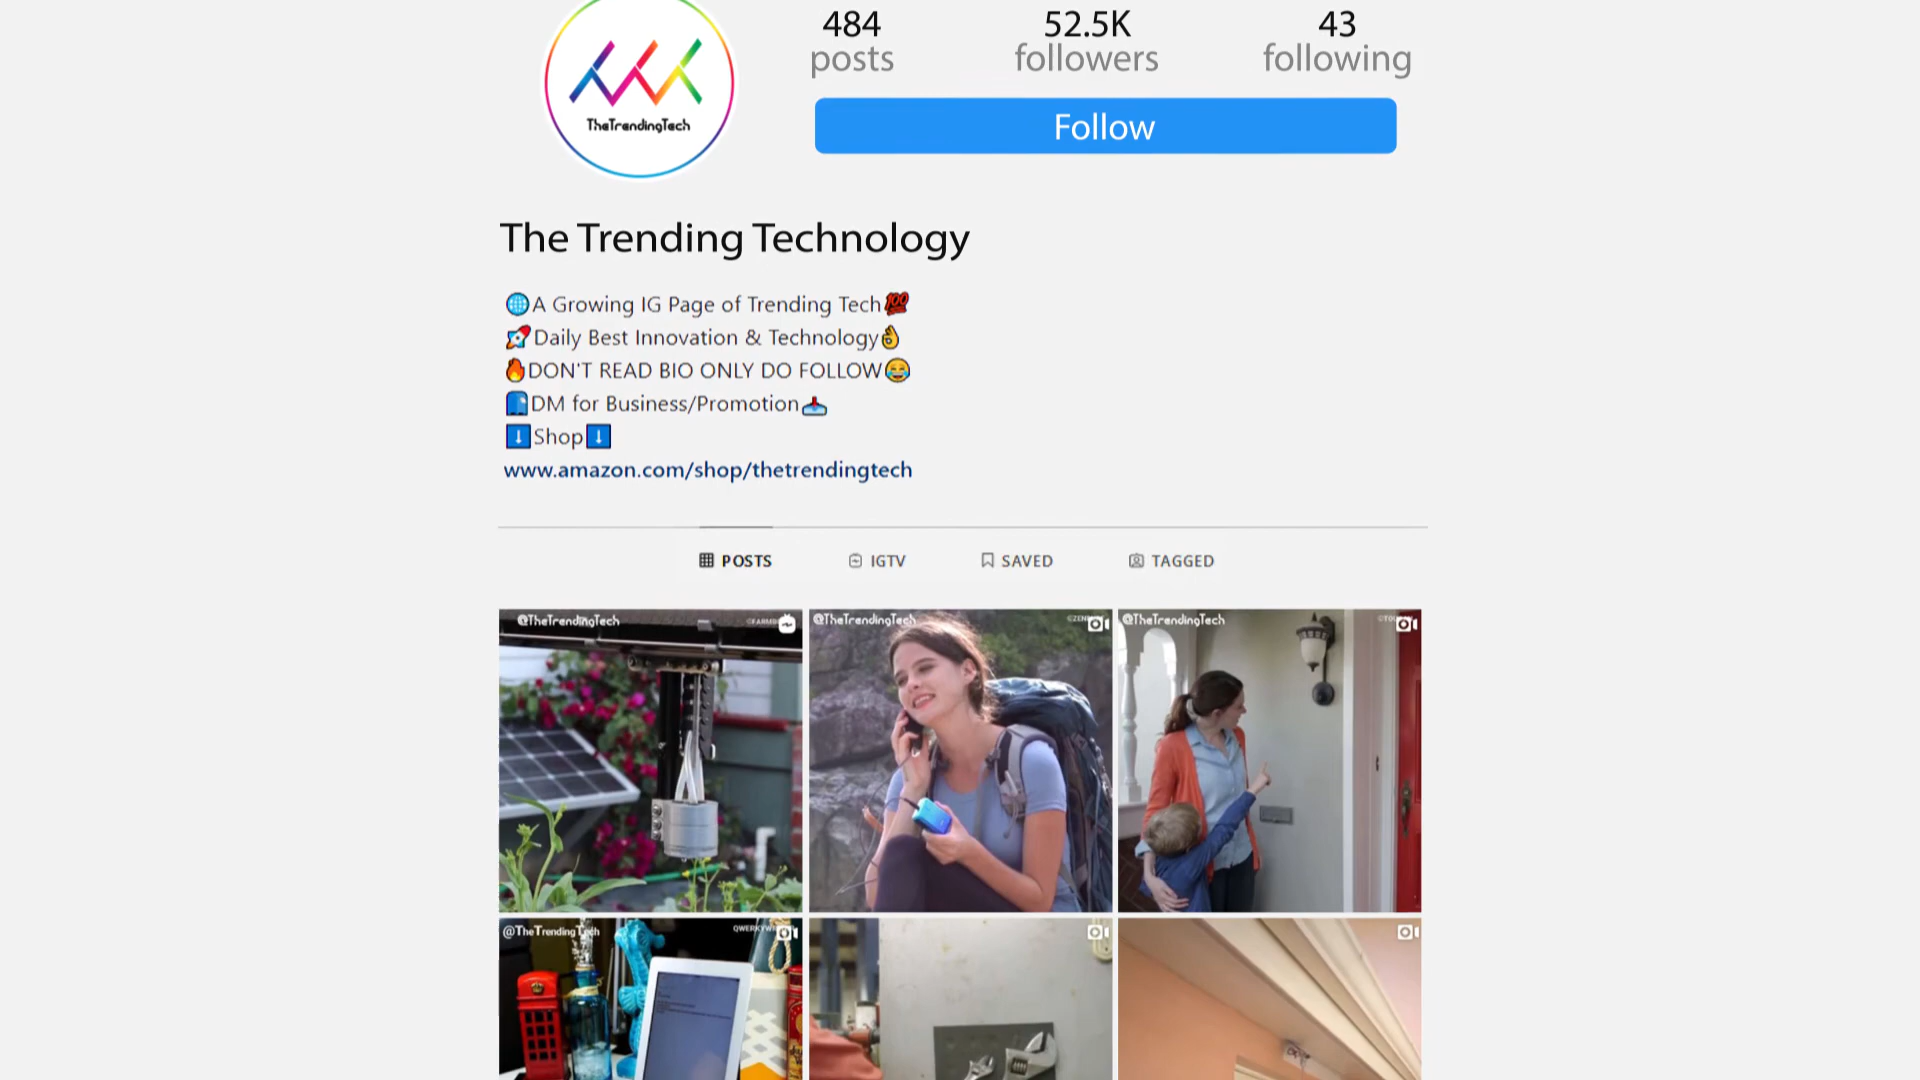 484
52.5K
43
posts
followers
following
TheTrendingTech
Follow
The Trending Technology
🌐A Growing IG Page of Trending Tech💯
🚀Daily Best Innovation & Technology👌
🔥DON'T READ BIO ONLY DO FOLLOW😂
📘DM for Business/Promotion📥
⬇️Shop⬇️
www.amazon.com/shop/thetrendingtech
POSTS
IGTV
SAVED
TAGGED
@TheTrendingTech
@TheTrendingTech
@TheTrendingTech
@TheTrendingTech